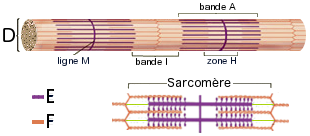 bande A
D
ligne M
bande I
zone H
Sarcomère
E
F